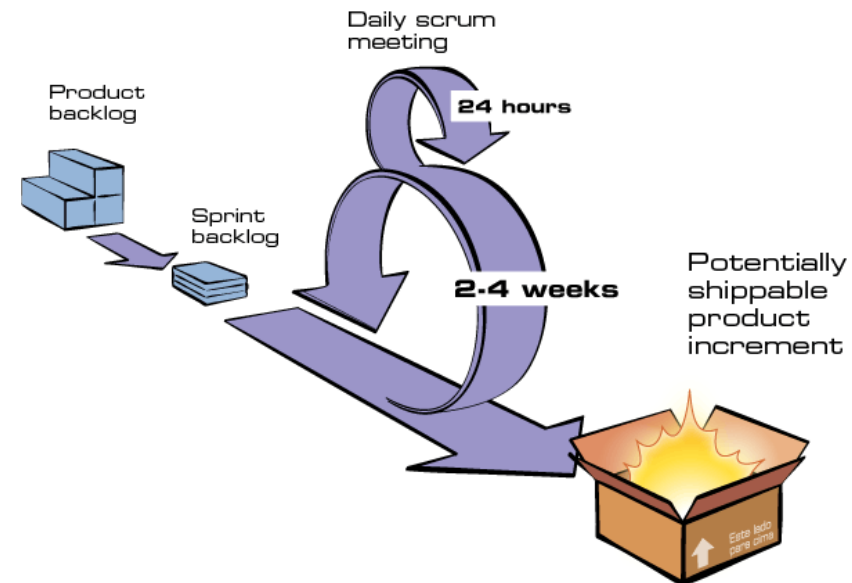 Daily scrum
meeting
24 hours
Product
backlog
Sprint
backlog
2-4 weeks
Potentially
shippable
product
increment
Este lado
para cima